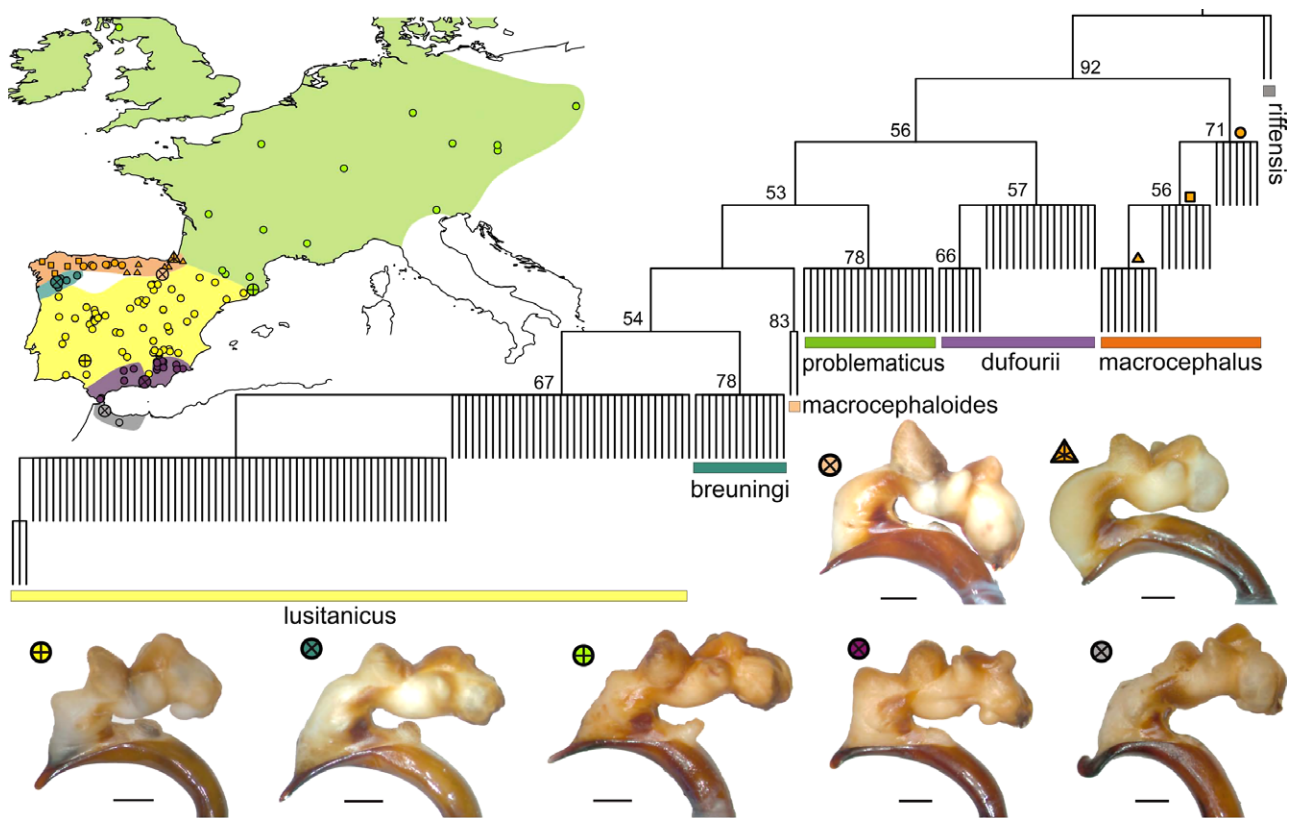 92
riffensis
56
71
53
57
56
78
66
54
83
problematicus
dufourii
macrocephalus
67
78
macrocephaloides
breuningi
lusitanicus